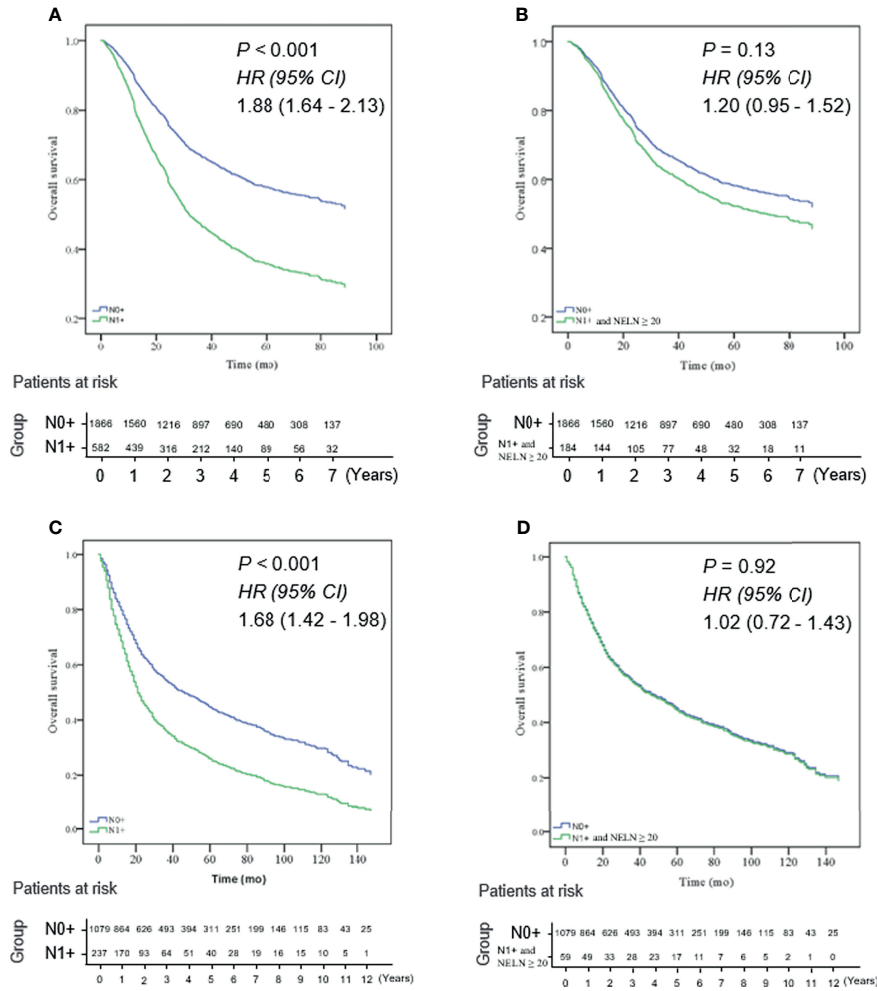 A
P < 0.001
HR (95% CI)
1.88 (1.64 - 2.13)
Overall survival
1.0
0.8
0.6
0.4
0.2
N0+
N1+
0 20 40 60 80 100
Time (mo)
Patients at risk
Group
N0+ 1866 1560 1216 897 690 480 308 137
N1+ 582 439 316 212 140 89 56 32
0 1 2 3 4 5 6 7 (Years)
B
P = 0.13
HR (95% CI)
1.20 (0.95 - 1.52)
Overall survival
1.0
0.8
0.6
0.4
0.2
N0+
N1+ and NELN ≥ 20
0 20 40 60 80 100
Time (mo)
Patients at risk
Group
N0+ 1866 1560 1216 897 690 480 308 137
N1+ and
NELN ≥ 20 184 144 105 77 48 32 18 11
0 1 2 3 4 5 6 7 (Years)
C
P < 0.001
HR (95% CI)
1.68 (1.42 - 1.98)
Overall survival
1.0
0.8
0.6
0.4
0.2
0.0
N0+
N1+
0 20 40 60 80 100 120 140
Time (mo)
Patients at risk
Group
N0+ 1079 864 626 493 394 311 251 199 146 115 83 43 25
N1+ 237 170 93 64 51 40 28 19 16 15 10 5 1
0 1 2 3 4 5 6 7 8 9 10 11 12 (Years)
D
P = 0.92
HR (95% CI)
1.02 (0.72 - 1.43)
Overall survival
1.0
0.8
0.6
0.4
0.2
0.0
N0+
N1+ and NELN ≥ 20
0 20 40 60 80 100 120 140
Time (mo)
Patients at risk
Group
N0+ 1079 864 626 493 394 311 251 199 146 115 83 43 25
N1+ and
NELN ≥ 20 59 49 33 28 23 17 11 7 6 5 2 1 0
0 1 2 3 4 5 6 7 8 9 10 11 12 (Years)